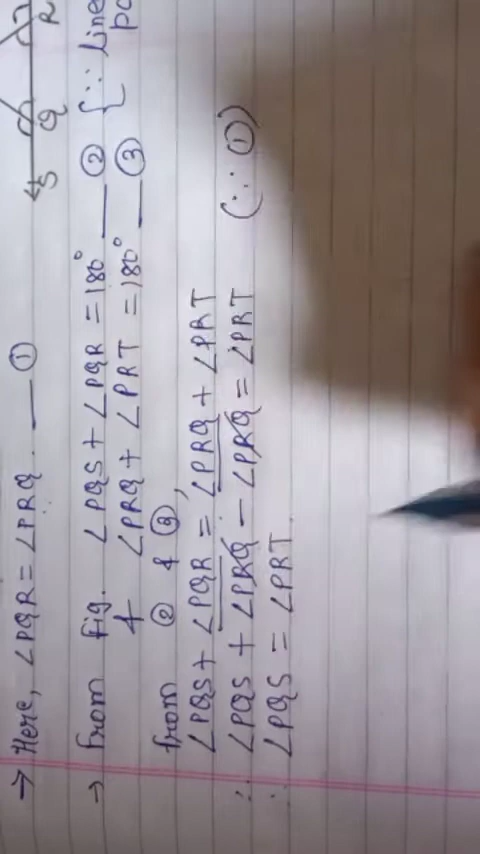 S Q R
→ Here, ∠PQR = ∠PRQ. — ①
→ from fig. ∠PQS + ∠PQR = 180° — ② { ∵ Line
& ∠PRQ + ∠PRT = 180° — ③
from ② & ③,
∠PQS + ∠PQR = ∠PRQ + ∠PRT
∴ ∠PQS + ∠PRQ − ∠PRQ = ∠PRT (∵ ①)
∴ ∠PQS = ∠PRT.